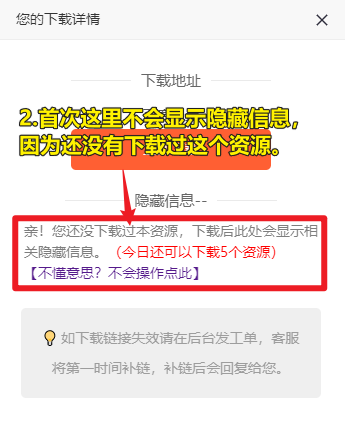 您的下载详情
下载地址
2.首次这里不会显示隐藏信息,
因为还没有下载过这个资源。
隐藏信息--
亲！您还没下载过本资源，下载后此处会显示相
关隐藏信息。（今日还可以下载5个资源）
【不懂意思？不会操作点此】
如下载链接失效请在后台发工单，客服
将第一时间补链，补链后会回复给您。